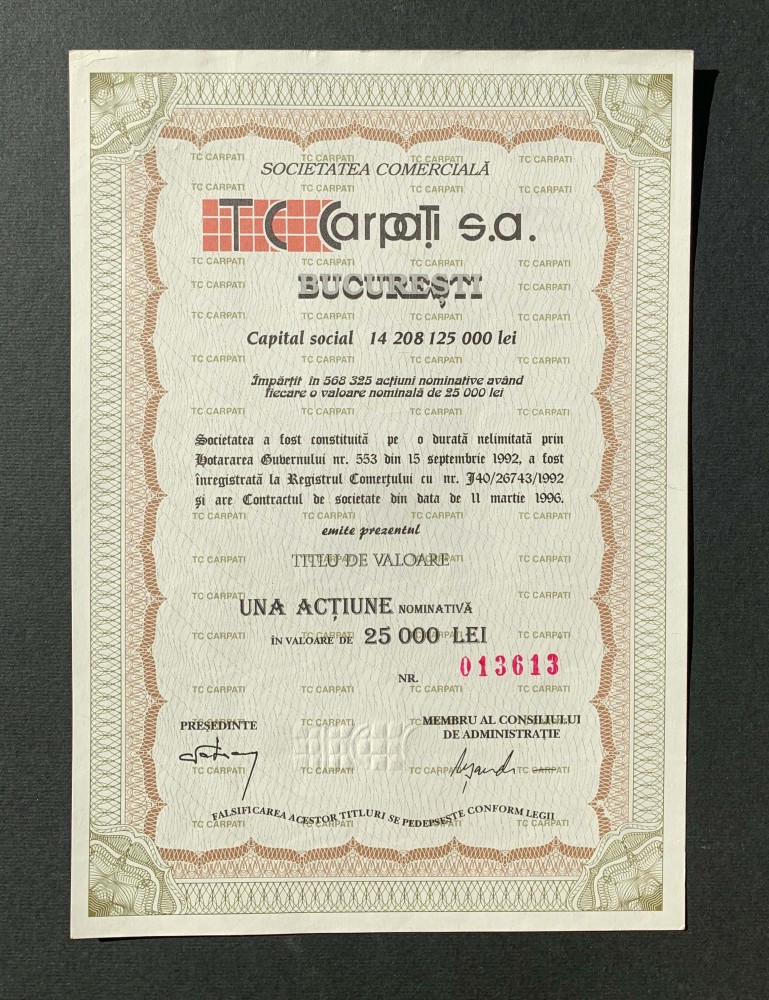 SOCIETATEA COMERCIALĂ
TC Carpați s.a.
BUCUREȘTI
Capital social 14 208 125 000 lei
Împărțit in 568 325 acțiuni nominative având
fiecare o valoare nominală de 25 000 lei
Societatea a fost constituită pe o durată nelimitată prin
Hotararea Guvernului nr. 553 din 15 septembrie 1992, a fost
înregistrată la Registrul Comerțului cu nr. J40/26743/1992
și are Contractul de societate din data de 11 martie 1996.
emite prezentul
TITLU DE VALOARE
UNA ACȚIUNE NOMINATIVĂ
ÎN VALOARE DE 25 000 LEI
NR. 013613
PREȘEDINTE
MEMBRU AL CONSILIULUI
DE ADMINISTRAȚIE
FALSIFICAREA ACESTOR TITLURI SE PEDEPSEȘTE CONFORM LEGII
TC CARPATI